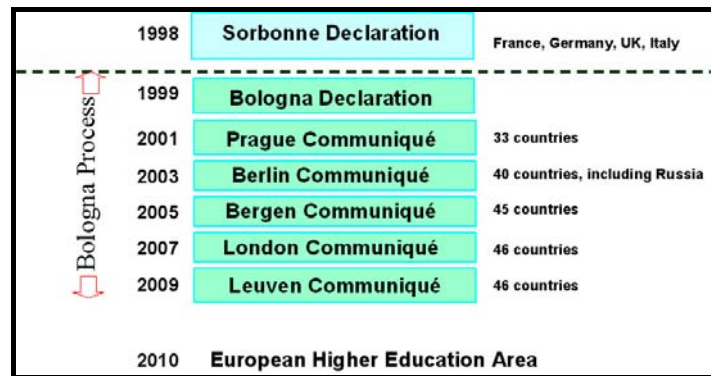 1998 Sorbonne Declaration France, Germany, UK, Italy
Bologna Process
1999 Bologna Declaration
2001 Prague Communiqué 33 countries
2003 Berlin Communiqué 40 countries, including Russia
2005 Bergen Communiqué 45 countries
2007 London Communiqué 46 countries
2009 Leuven Communiqué 46 countries
2010 European Higher Education Area